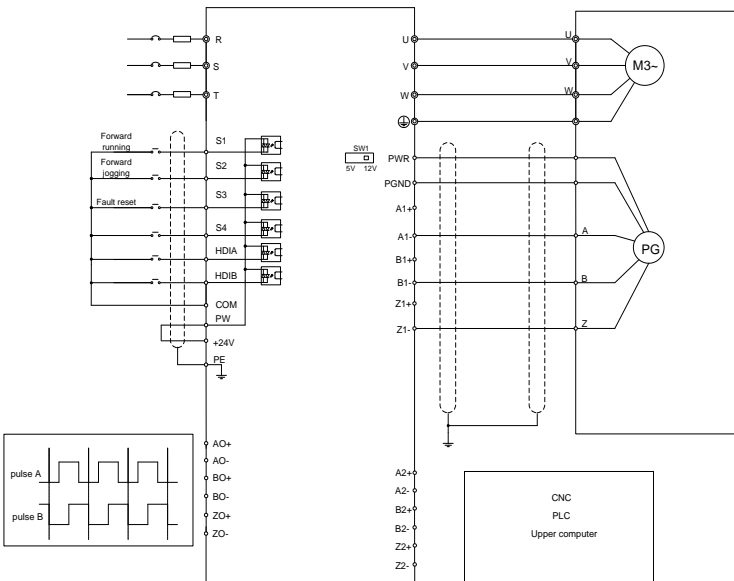 R
S
T
Forward
running
S1
Forward
jogging
S2
Fault reset
S3
S4
HDIA
HDIB
COM
PW
+24V
PE
SW1
5V 12V
U
V
W
PWR
PGND
A1+
A1-
B1+
B1-
Z1+
Z1-
U
V
W
M3~
A
B
Z
PG
pulse A
pulse B
AO+
AO-
BO+
BO-
ZO+
ZO-
A2+
A2-
B2+
B2-
Z2+
Z2-
CNC
PLC
Upper computer